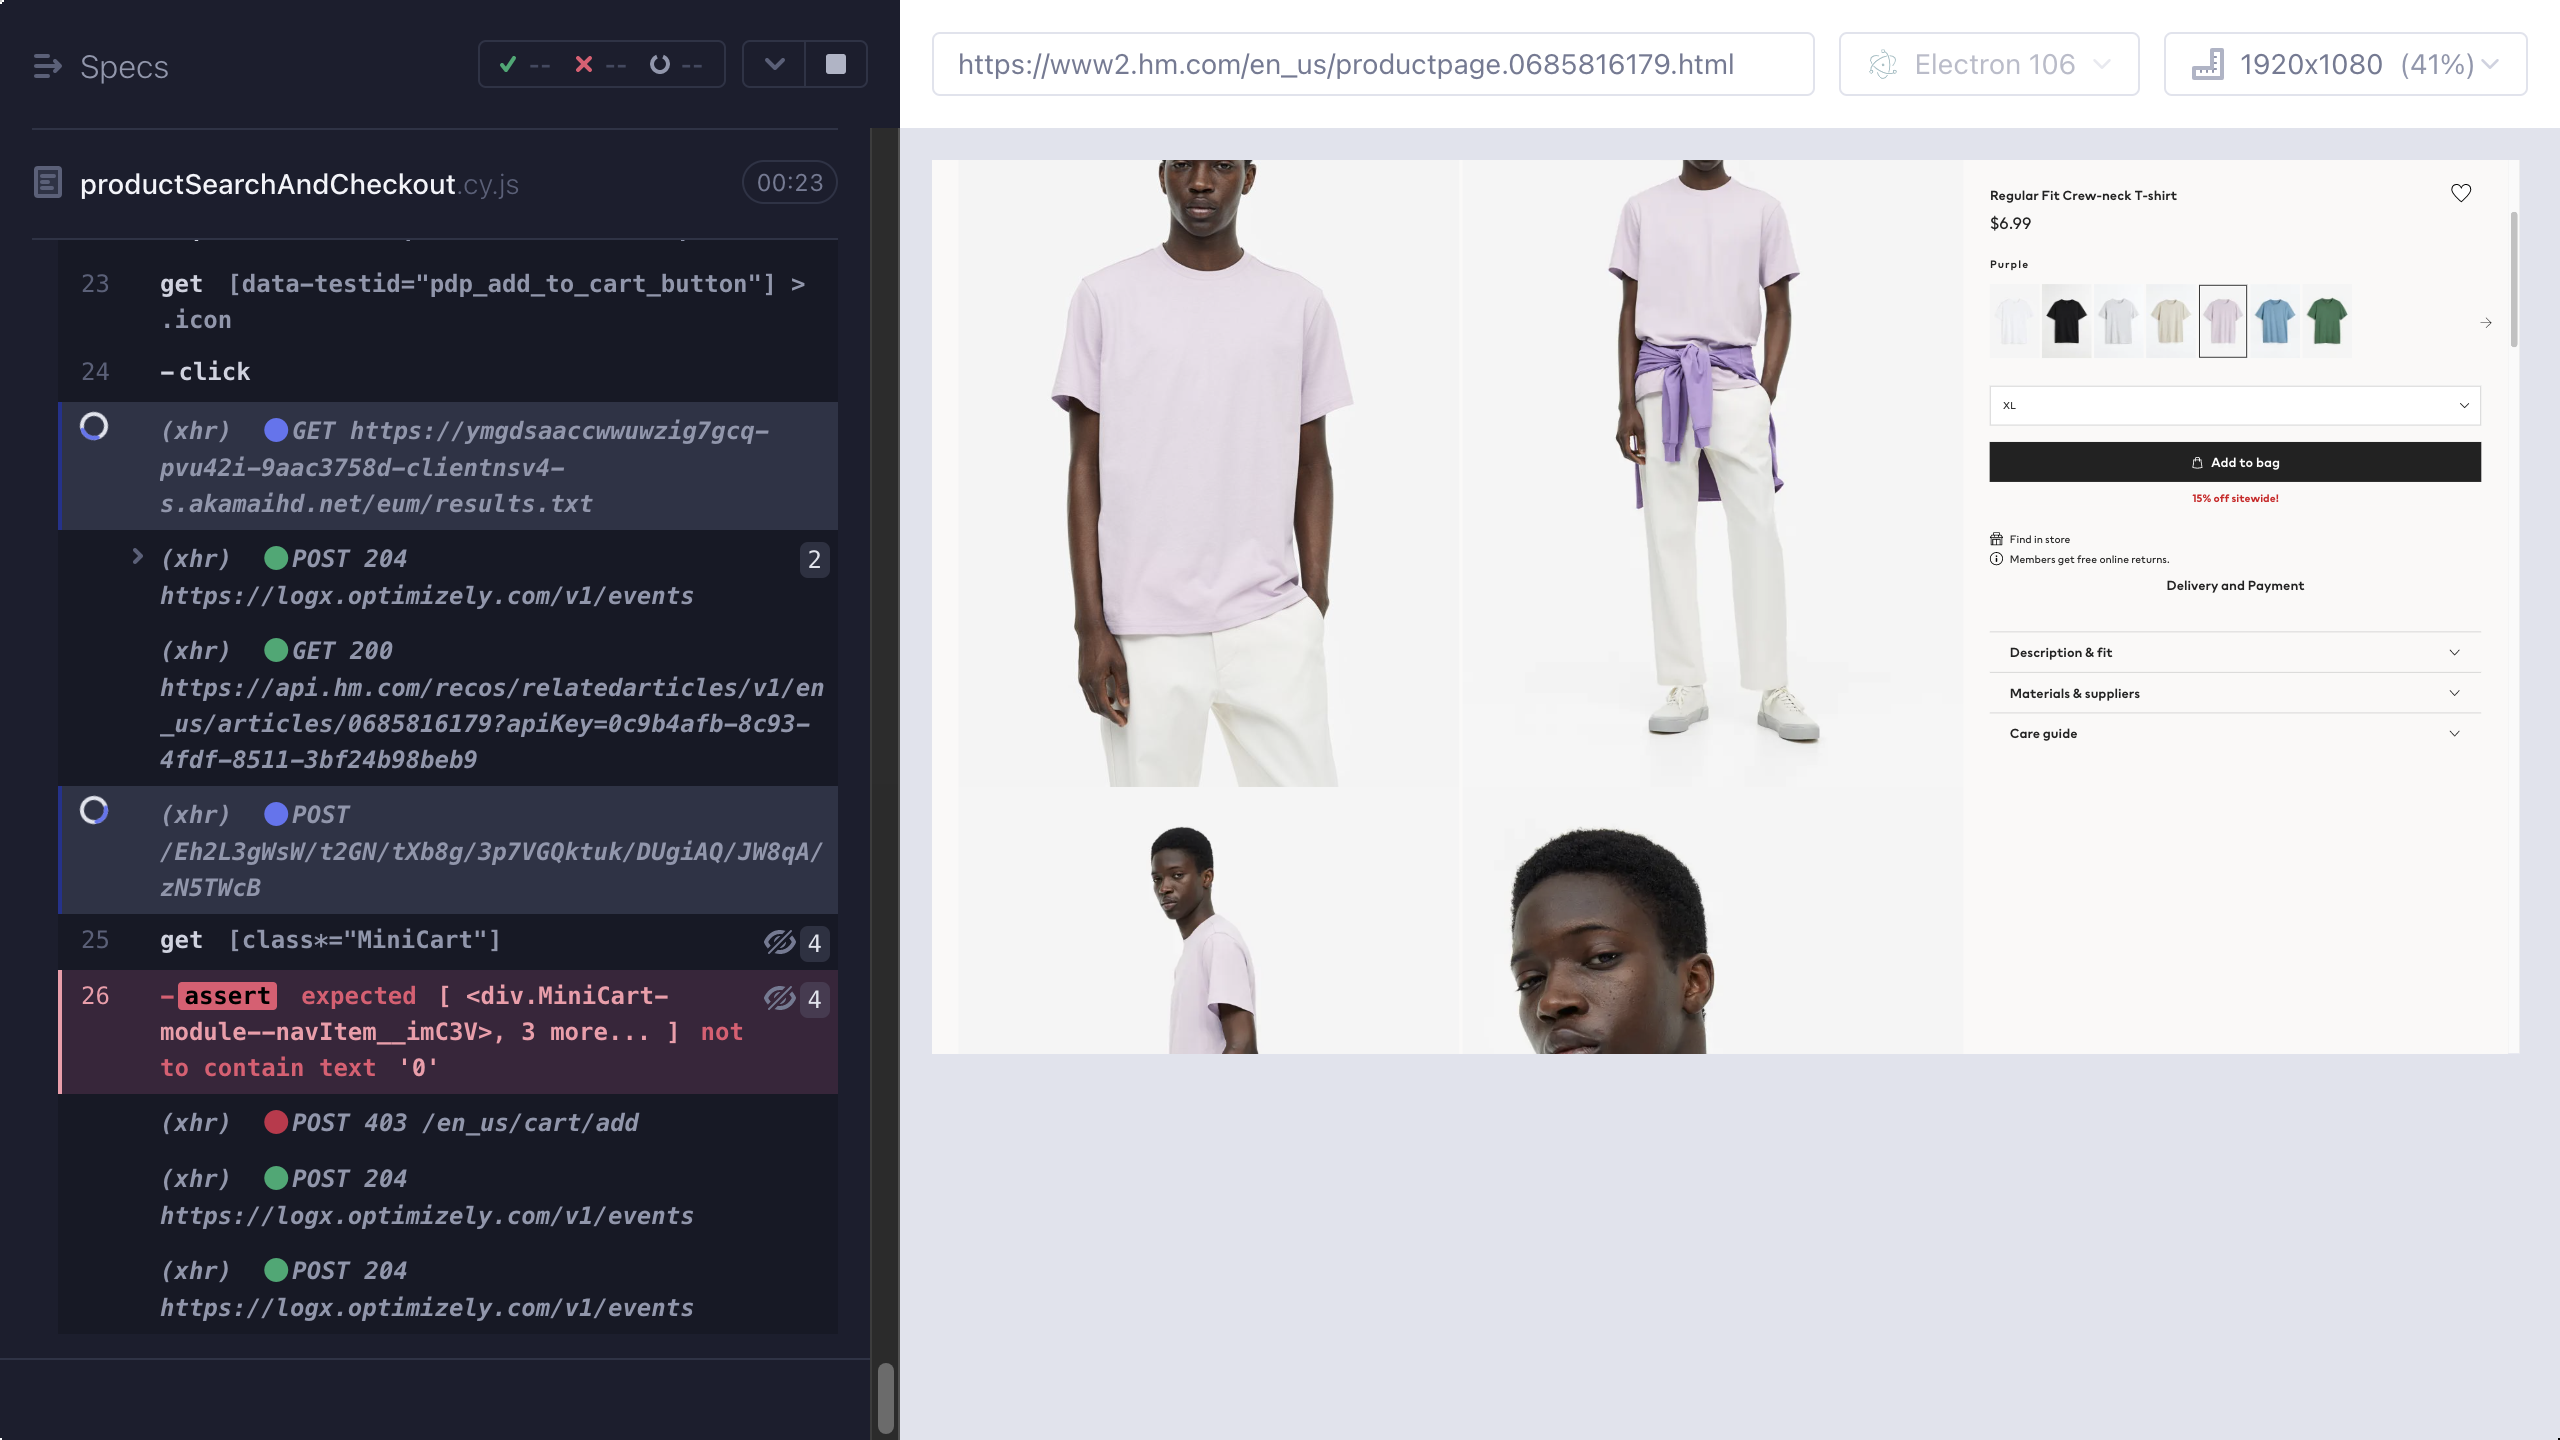 Specs
-- -- --
productSearchAndCheckout.cy.js
00:23
23 get [data-testid="pdp_add_to_cart_button"] >
.icon
24 -click
(xhr) GET https://ymgdsaaccwwuwzig7gcq-
pvu42i-9aac3758d-clientnsv4-
s.akamaihd.net/eum/results.txt
(xhr) POST 204 2
https://logx.optimizely.com/v1/events
(xhr) GET 200
https://api.hm.com/recos/relatedarticles/v1/en
_us/articles/0685816179?apiKey=0c9b4afb-8c93-
4fdf-8511-3bf24b98beb9
(xhr) POST
/Eh2L3gWsW/t2GN/tXb8g/3p7VGQktuk/DUgiAQ/JW8qA/
zN5TWcB
25 get [class*="MiniCart"] 4
26 -assert expected [ <div.MiniCart- 4
module--navItem__imC3V>, 3 more... ] not
to contain text '0'
(xhr) POST 403 /en_us/cart/add
(xhr) POST 204
https://logx.optimizely.com/v1/events
(xhr) POST 204
https://logx.optimizely.com/v1/events
https://www2.hm.com/en_us/productpage.0685816179.html
Electron 106
1920x1080 (41%)
Regular Fit Crew-neck T-shirt
$6.99
Purple
XL
Add to bag
15% off sitewide!
Find in store
Members get free online returns.
Delivery and Payment
Description & fit
Materials & suppliers
Care guide